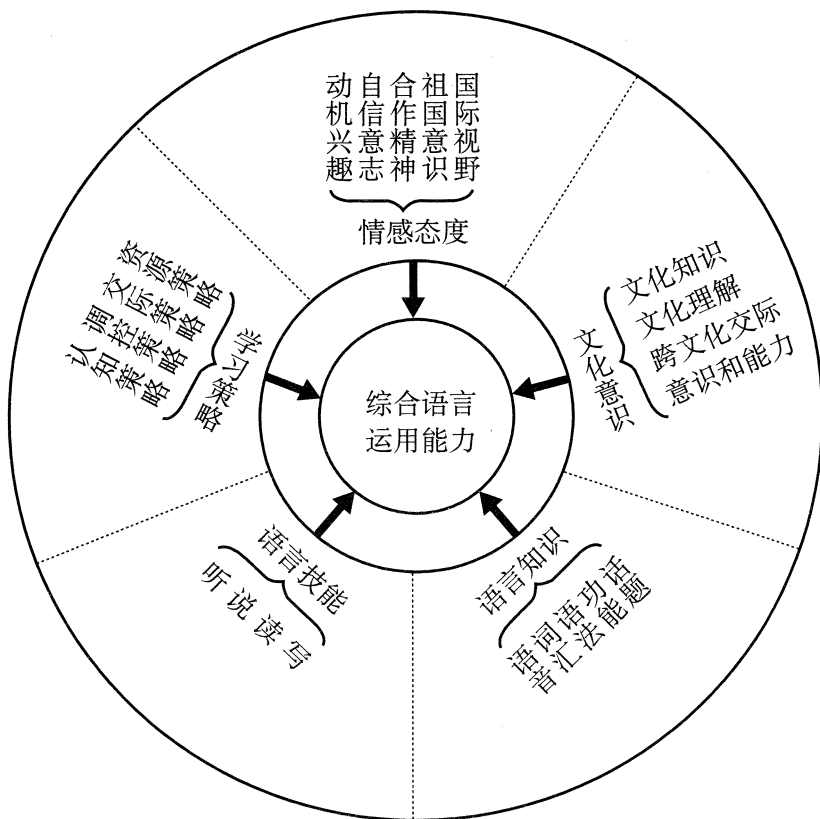 动机兴趣
自信意志
合作精神
祖国意识
国际视野
情感态度
文化意识
文化知识
文化理解
跨文化交际
意识和能力
语言知识
语音
词汇
语法
功能
话题
语言技能
听 说 读 写
学习策略
认知策略
调控策略
交际策略
资源策略
综合语言
运用能力